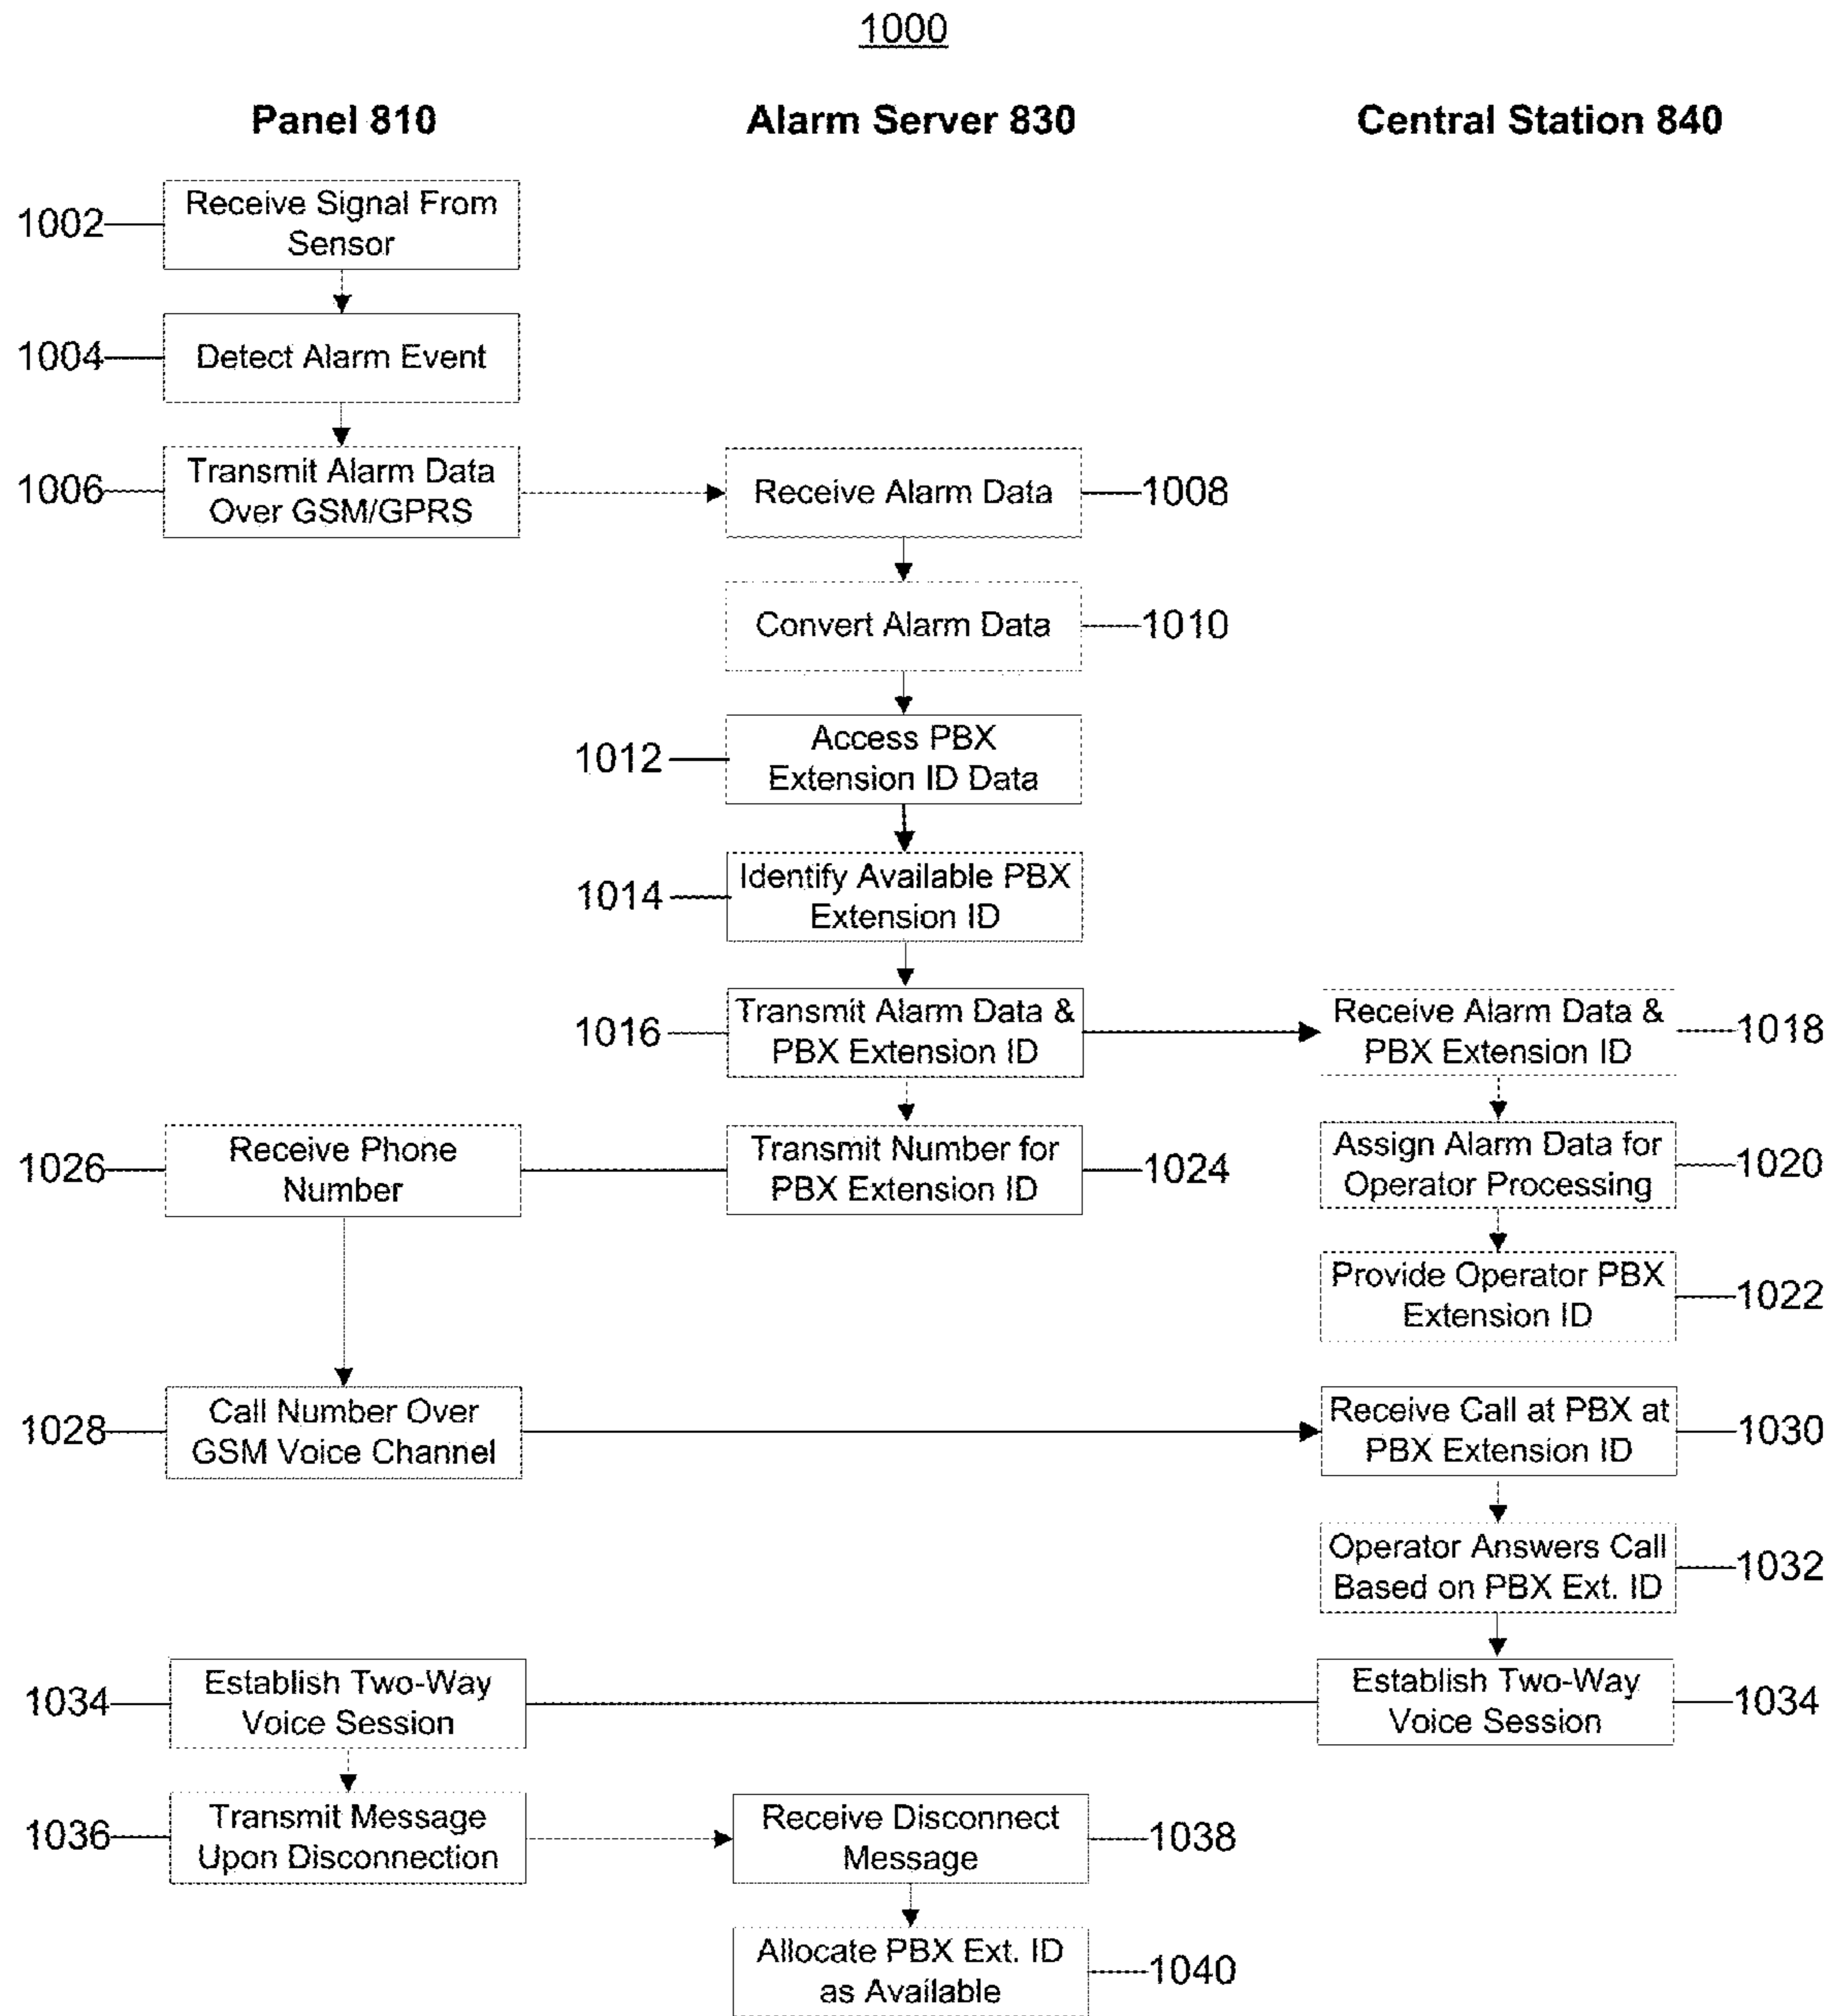 1000
Panel 810
Alarm Server 830
Central Station 840
1002
Receive Signal From
Sensor
1004
Detect Alarm Event
1006
Transmit Alarm Data
Over GSM/GPRS
Receive Alarm Data
1008
Convert Alarm Data
1010
1012
Access PBX
Extension ID Data
1014
Identify Available PBX
Extension ID
1016
Transmit Alarm Data &
PBX Extension ID
Receive Alarm Data &
PBX Extension ID
1018
1026
Receive Phone
Number
Transmit Number for
PBX Extension ID
1024
Assign Alarm Data for
Operator Processing
1020
Provide Operator PBX
Extension ID
1022
1028
Call Number Over
GSM Voice Channel
Receive Call at PBX at
PBX Extension ID
1030
Operator Answers Call
Based on PBX Ext. ID
1032
1034
Establish Two-Way
Voice Session
Establish Two-Way
Voice Session
1034
1036
Transmit Message
Upon Disconnection
Receive Disconnect
Message
1038
Allocate PBX Ext. ID
as Available
1040